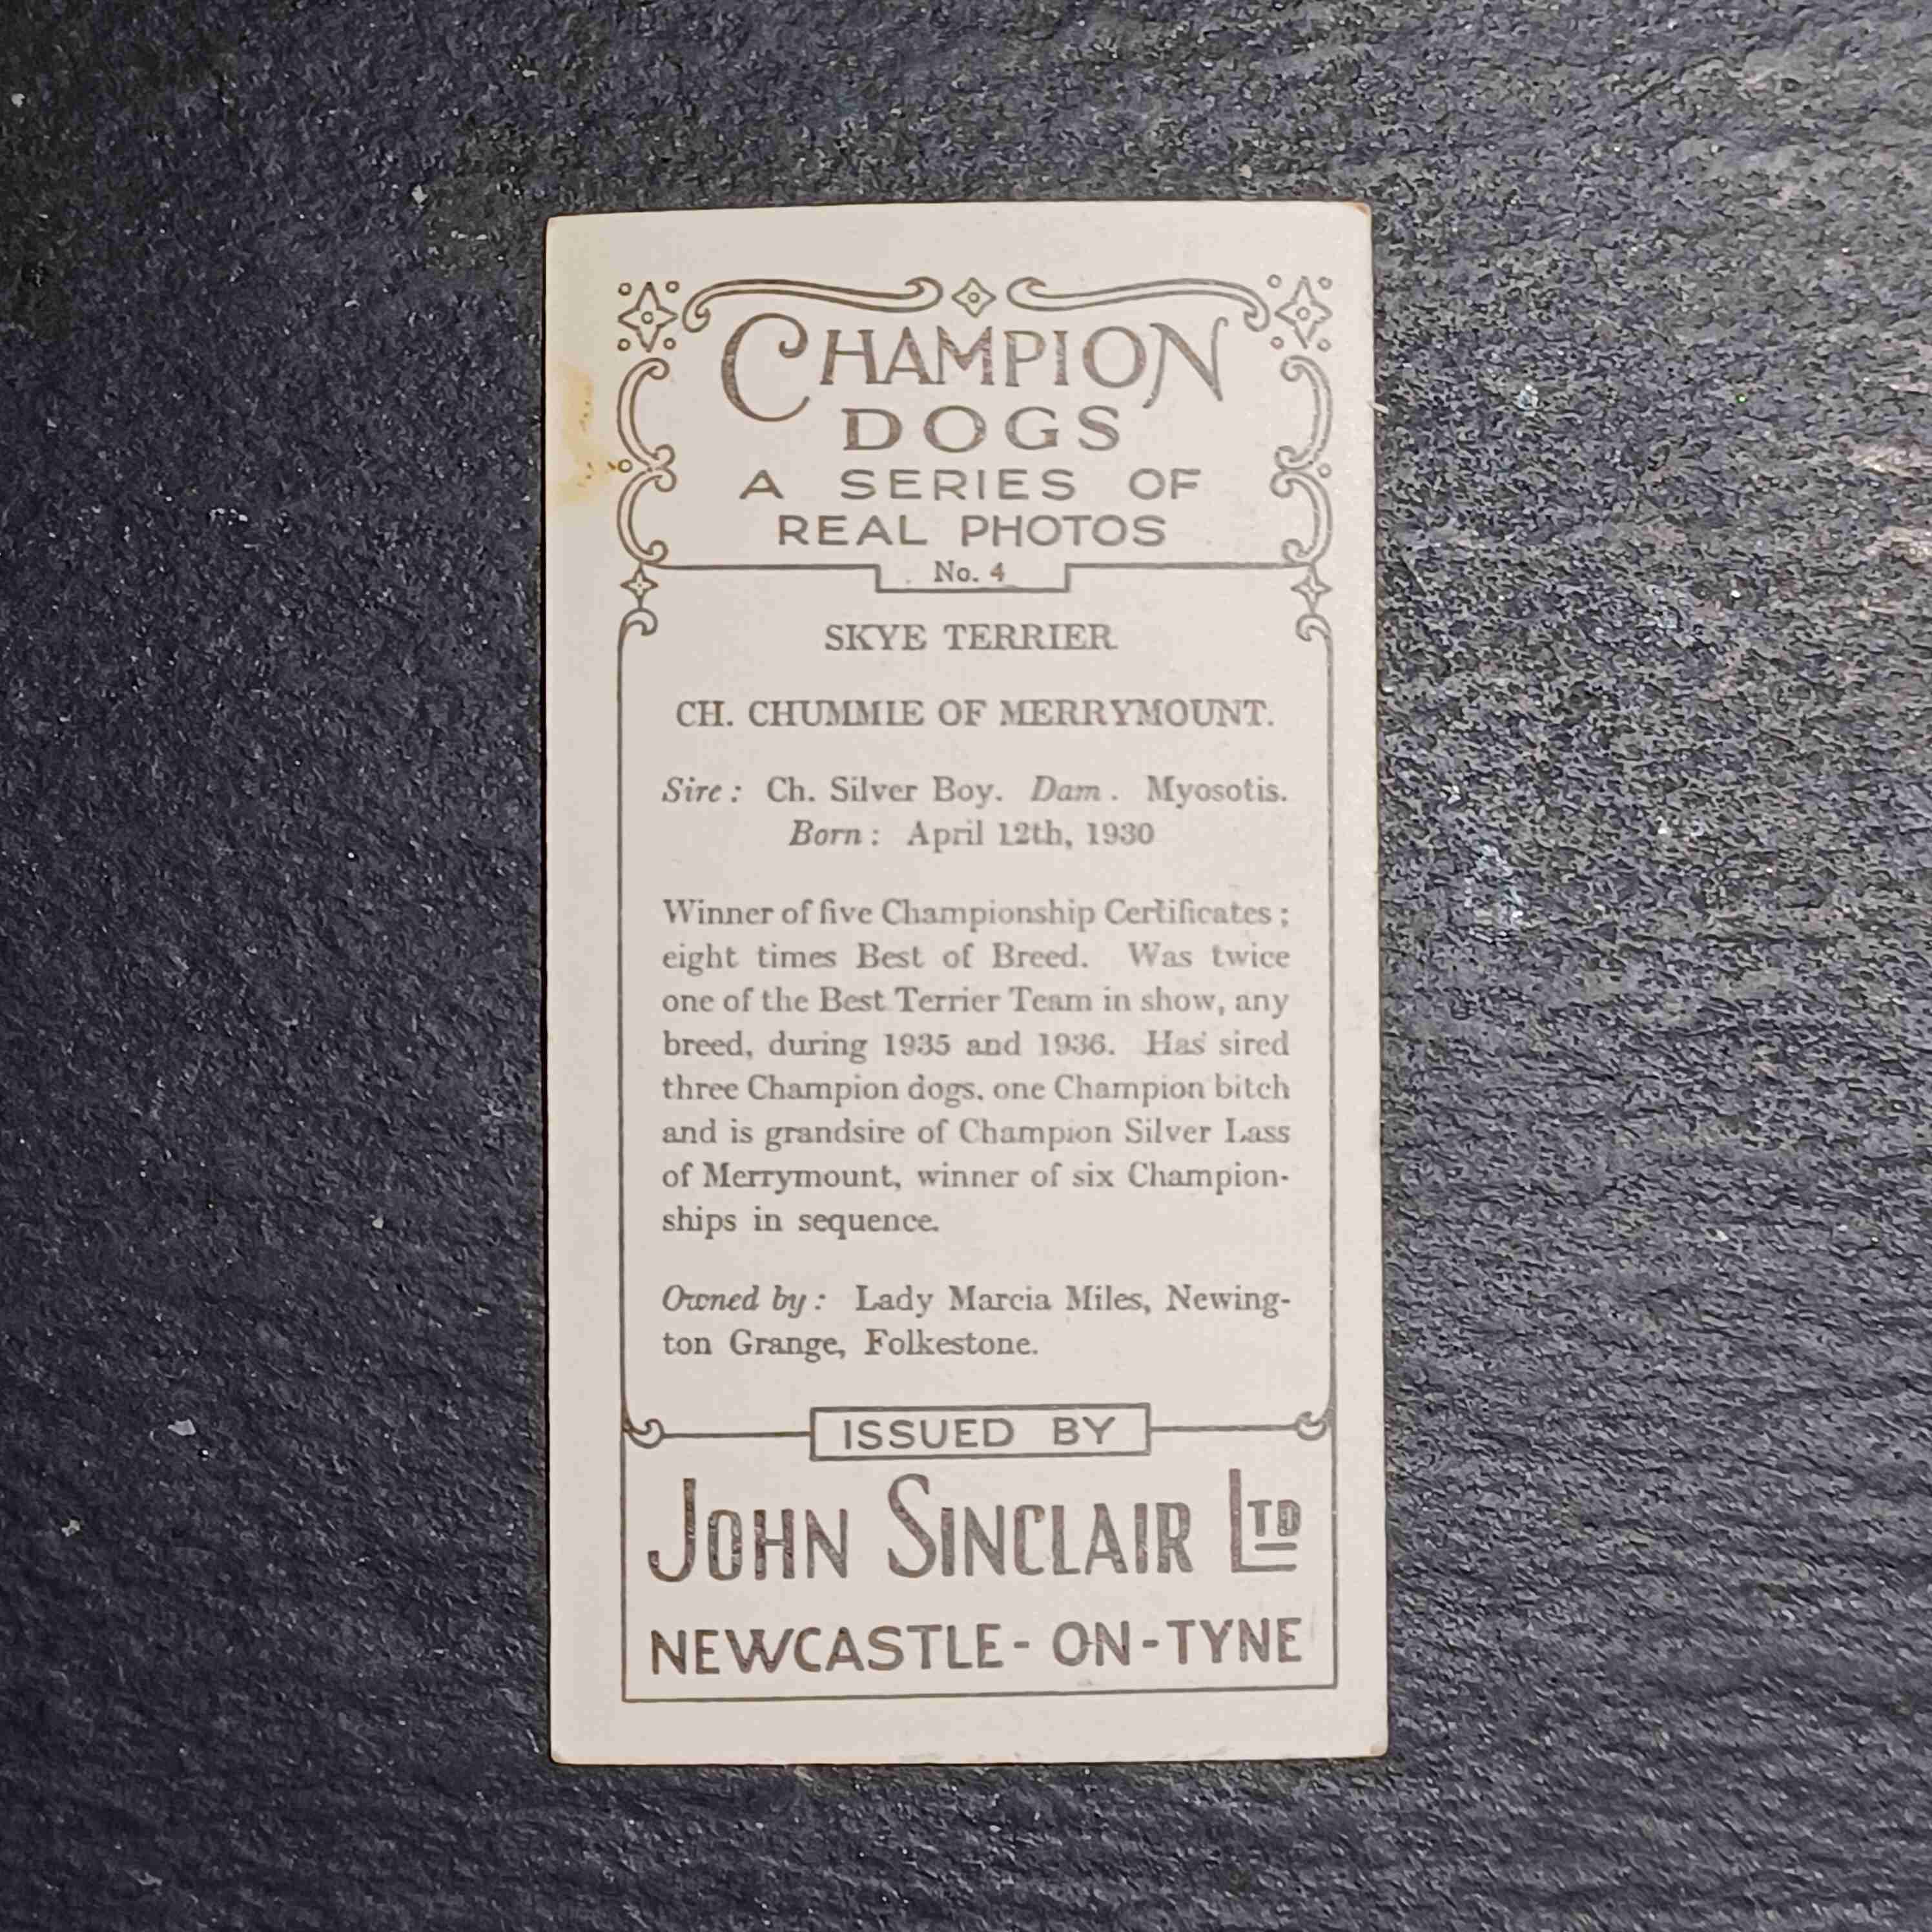 CHAMPION
DOGS
A SERIES OF
REAL PHOTOS
No. 4
SKYE TERRIER
CH. CHUMMIE OF MERRYMOUNT.
Sire : Ch. Silver Boy. Dam . Myosotis.
Born : April 12th, 1930
Winner of five Championship Certificates ;
eight times Best of Breed. Was twice
one of the Best Terrier Team in show, any
breed, during 1935 and 1936. Has sired
three Champion dogs, one Champion bitch
and is grandsire of Champion Silver Lass
of Merrymount, winner of six Champion-
ships in sequence.
Owned by : Lady Marcia Miles, Newing-
ton Grange, Folkestone.
ISSUED BY
JOHN SINCLAIR LTD
NEWCASTLE-ON-TYNE